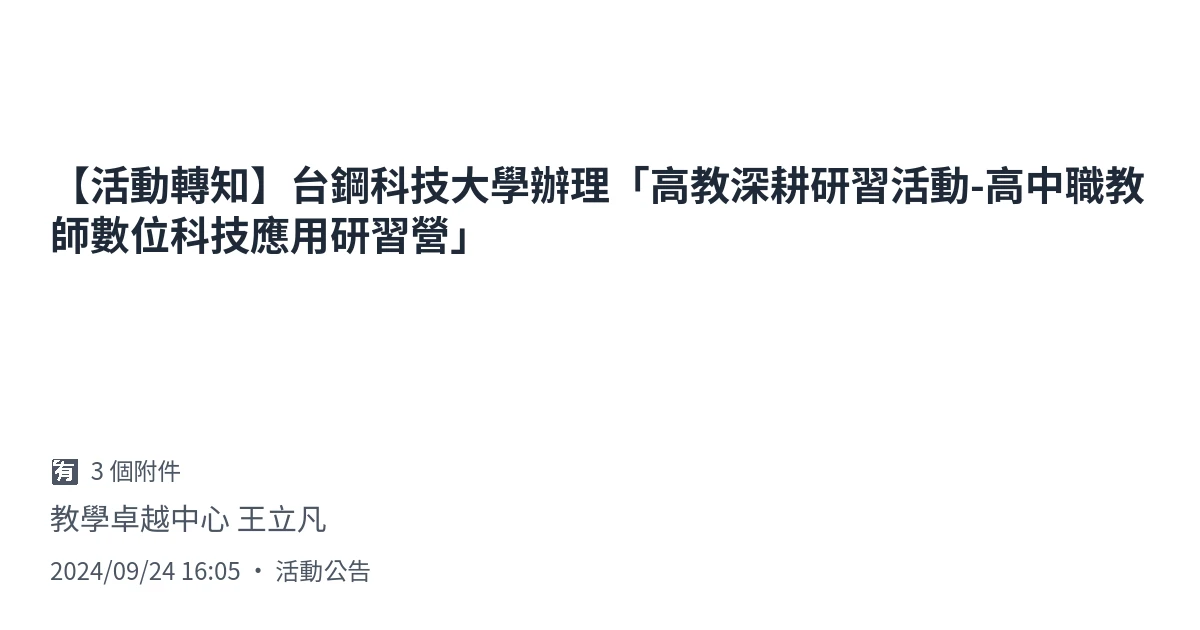 【活動轉知】台鋼科技大學辦理「高教深耕研習活動-高中職教
師數位科技應用研習營」
🈶 3 個附件
教學卓越中心 王立凡
2024/09/24 16:05 • 活動公告